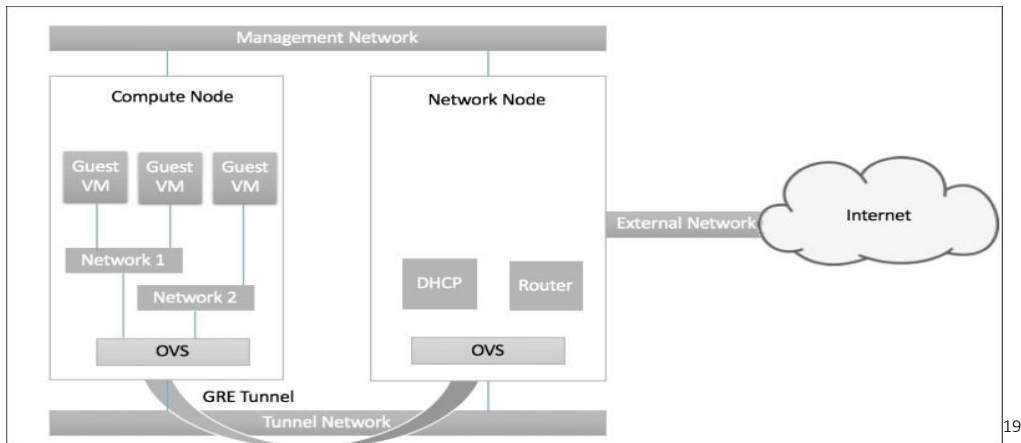 Management Network
Compute Node
Network Node
Guest VM
Guest VM
Guest VM
Network 1
Network 2
OVS
External Network
Internet
DHCP
Router
OVS
GRE Tunnel
Tunnel Network
19